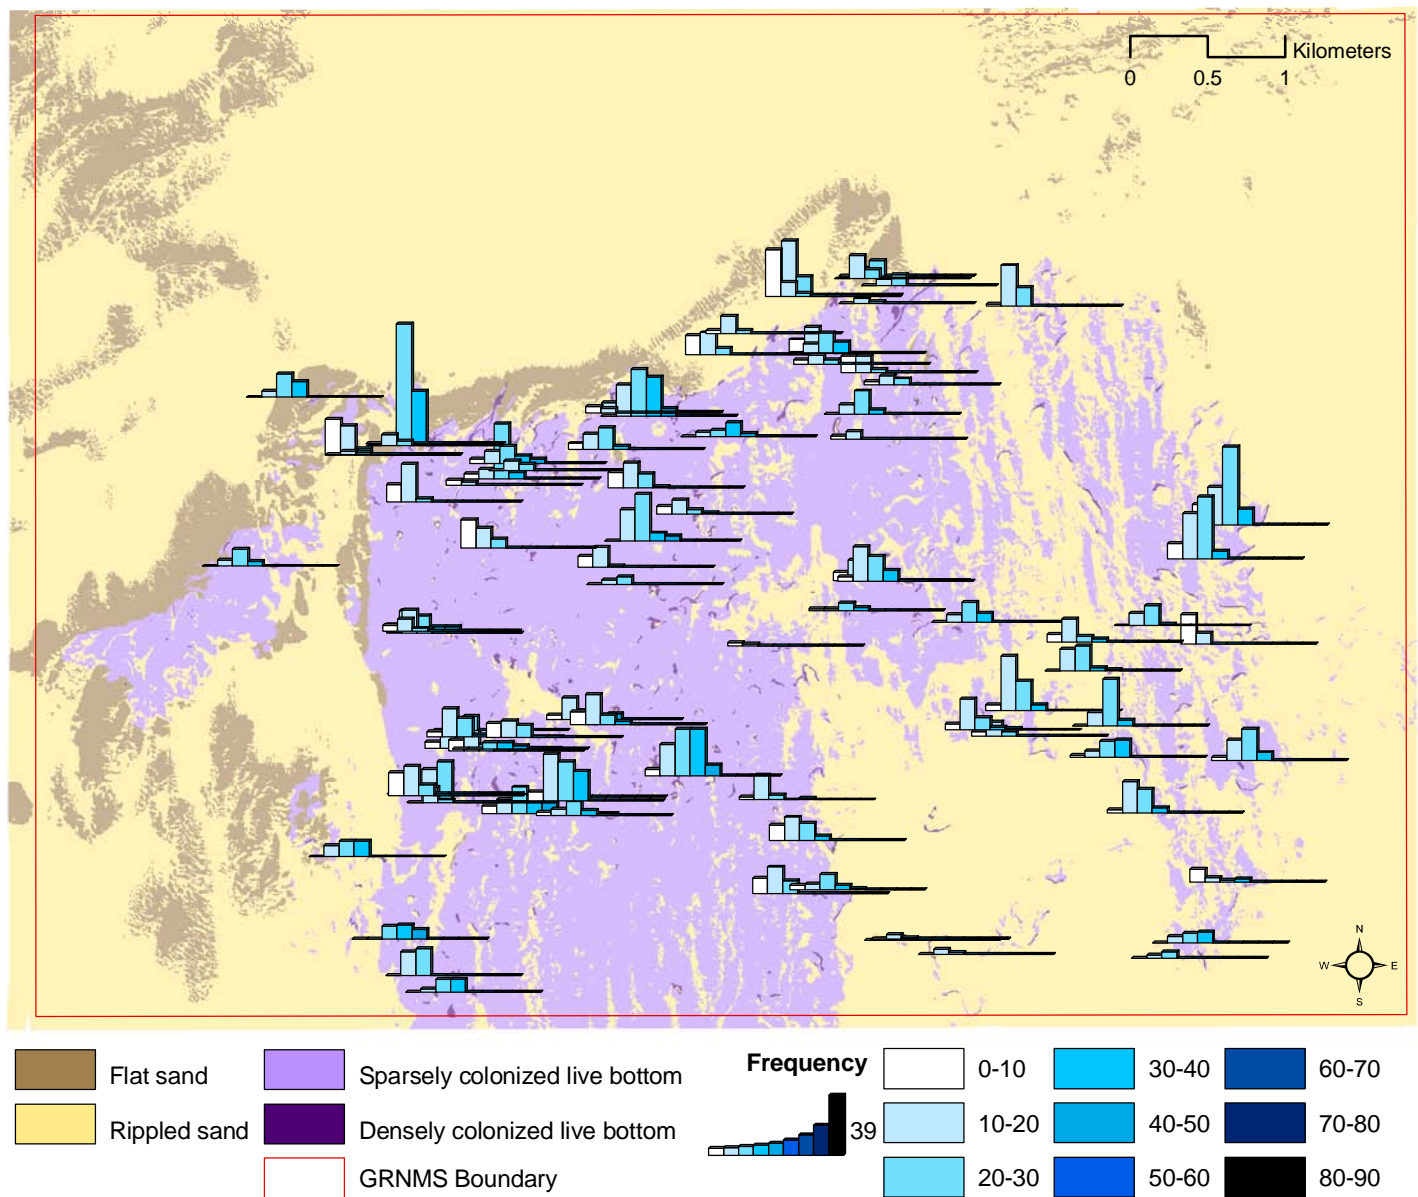 Kilometers
0 0.5 1
N
W E
S
Flat sand
Rippled sand
Sparsely colonized live bottom
Densely colonized live bottom
GRNMS Boundary
Frequency
39
0-10
10-20
20-30
30-40
40-50
50-60
60-70
70-80
80-90